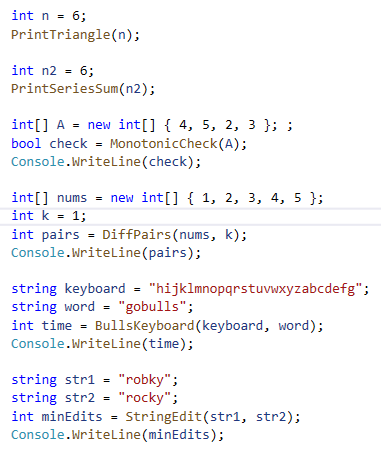 int n = 6;
PrintTriangle(n);
int n2 = 6;
PrintSeriesSum(n2);
int[] A = new int[] { 4, 5, 2, 3 }; ;
bool check = MonotonicCheck(A);
Console.WriteLine(check);
int[] nums = new int[] { 1, 2, 3, 4, 5 };
int k = 1;
int pairs = DiffPairs(nums, k);
Console.WriteLine(pairs);
string keyboard = "hijklmnopqrstuvwxyzabcdefg";
string word = "gobulls";
int time = BullsKeyboard(keyboard, word);
Console.WriteLine(time);
string str1 = "robky";
string str2 = "rocky";
int minEdits = StringEdit(str1, str2);
Console.WriteLine(minEdits);